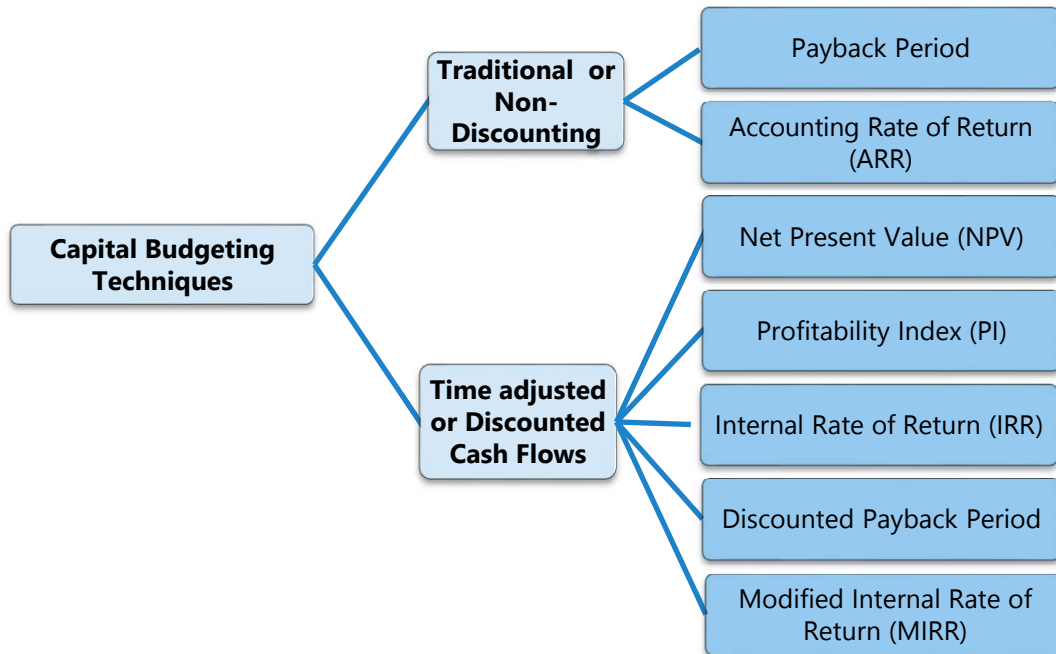 Capital Budgeting
Techniques
Traditional or
Non-
Discounting
Payback Period
Accounting Rate of Return
(ARR)
Time adjusted
or Discounted
Cash Flows
Net Present Value (NPV)
Profitability Index (PI)
Internal Rate of Return (IRR)
Discounted Payback Period
Modified Internal Rate of
Return (MIRR)